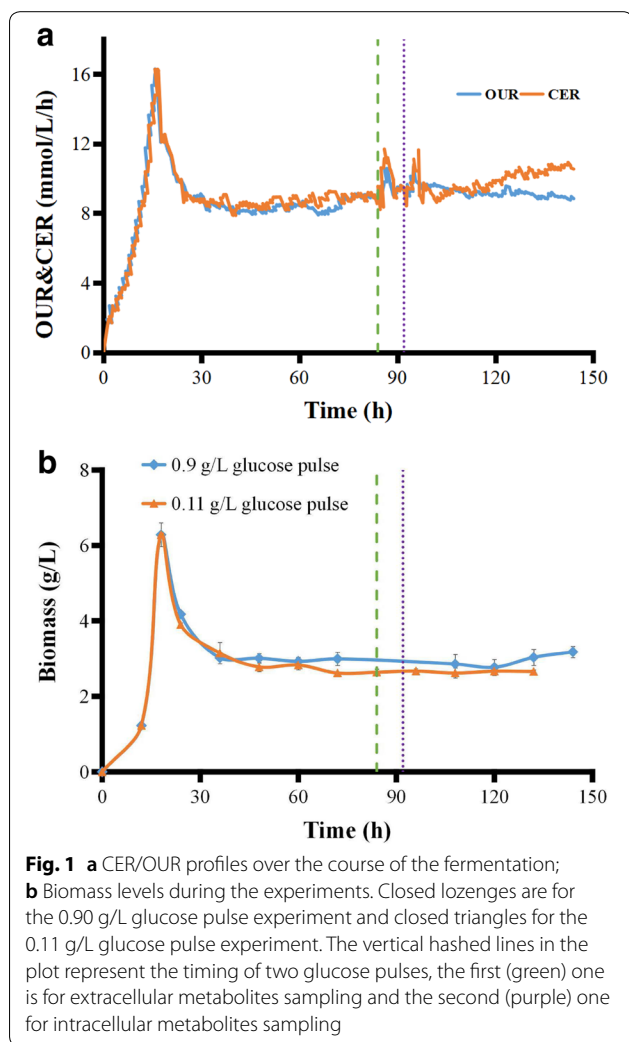 a
OUR&CER (mmol/L/h)
16
12
8
4
0
OUR CER
0 30 60 90 120 150
Time (h)
b
Biomass (g/L)
8
6
4
2
0
0.9 g/L glucose pulse
0.11 g/L glucose pulse
0 30 60 90 120 150
Time (h)
Fig. 1 a CER/OUR profiles over the course of the fermentation;
b Biomass levels during the experiments. Closed lozenges are for
the 0.90 g/L glucose pulse experiment and closed triangles for the
0.11 g/L glucose pulse experiment. The vertical hashed lines in the
plot represent the timing of two glucose pulses, the first (green) one
is for extracellular metabolites sampling and the second (purple) one
for intracellular metabolites sampling